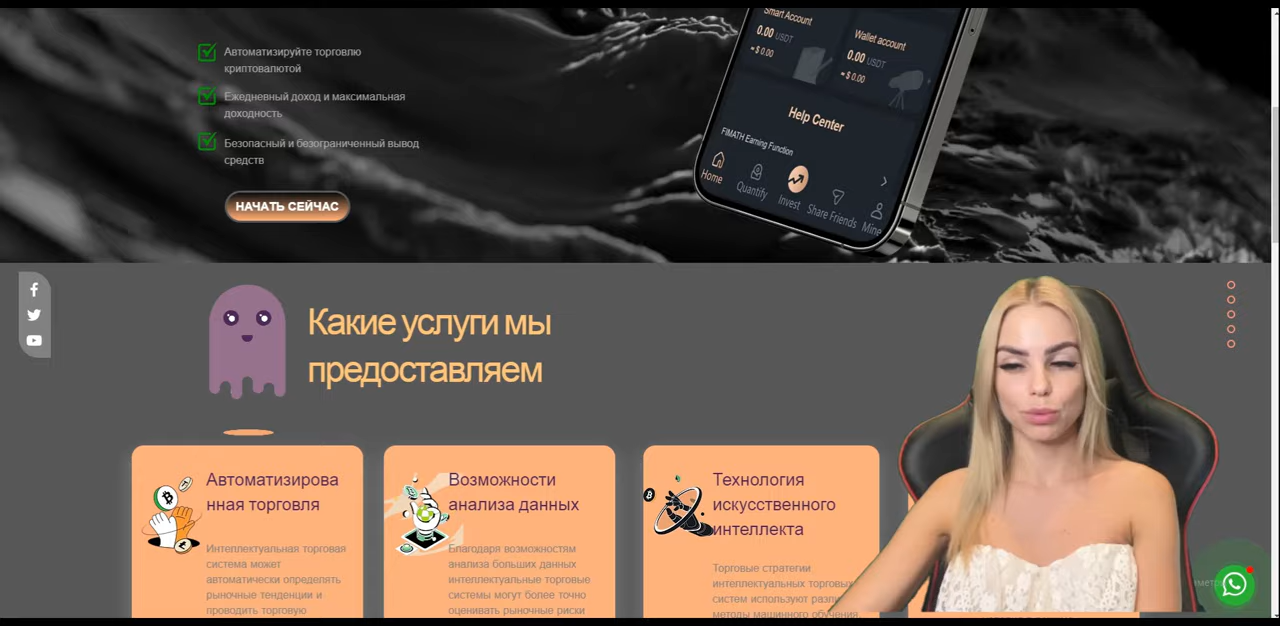 Smart Account
0.00 USDT
≈ $ 0.00
Wallet account
0.00 USDT
≈ $ 0.00
Help Center
FIMATH Earning Function
Home
Quantify
Invest
Share Friends
Mine
Автоматизируйте торговлю
криптовалютой
Ежедневный доход и максимальная
доходность
Безопасный и безограниченный вывод
средств
НАЧАТЬ СЕЙЧАС
Какие услуги мы
предоставляем
Автоматизирова
нная торговля
Интеллектуальная торговая
система может
автоматически определять
рыночные тенденции и
проводить торговую
Возможности
анализа данных
Благодаря возможностям
анализа больших данных
интеллектуальные торговые
системы могут более точно
оценивать рыночные риски
Технология
искусственного
интеллекта
Торговые стратегии
интеллектуальных торговых
систем используют
методы машинного обучения,